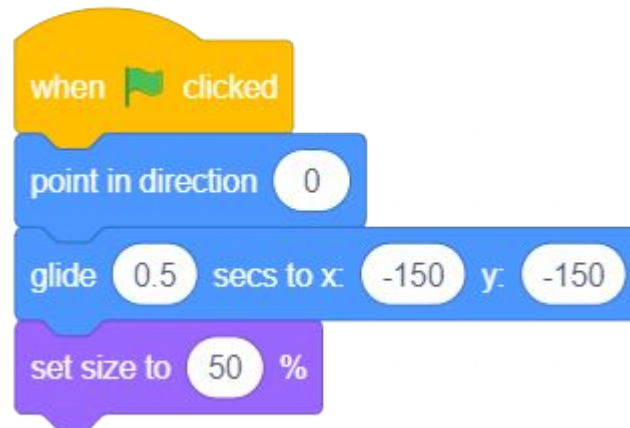 when clicked
point in direction 0
glide 0.5 secs to x: -150 y: -150
set size to 50 %